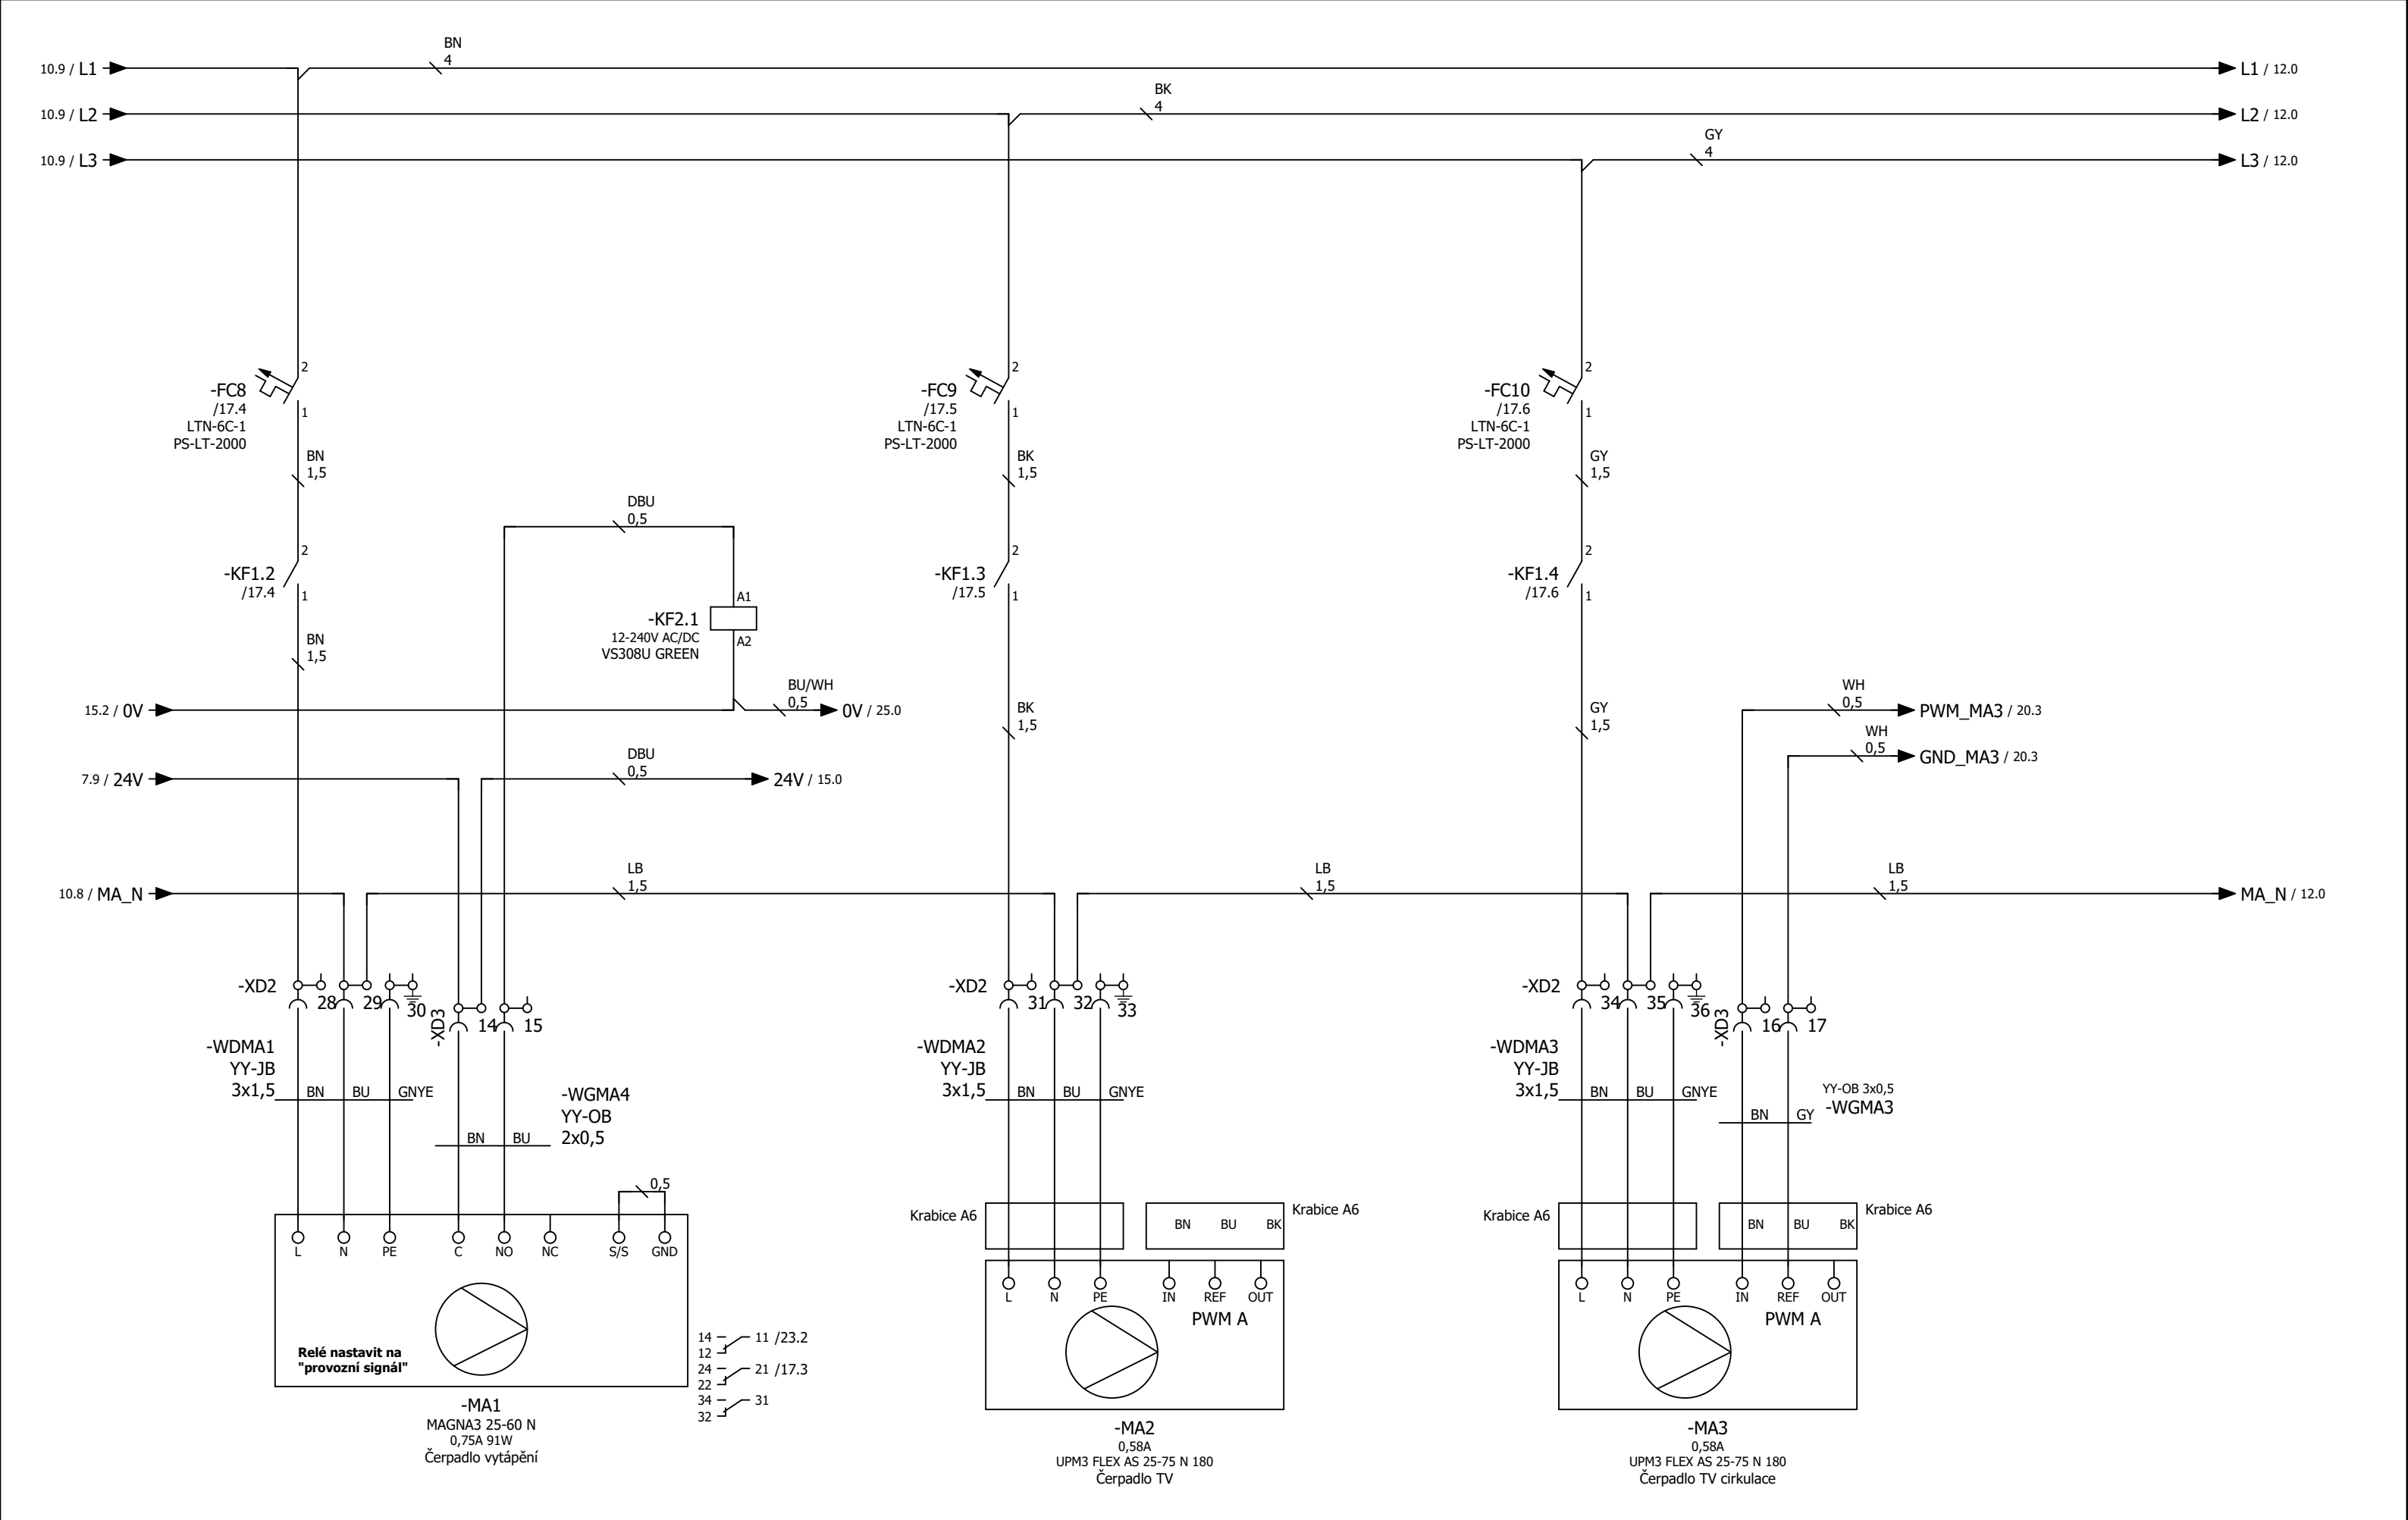 BN
4
10.9 / L1
L1 / 12.0
BK
4
10.9 / L2
L2 / 12.0
GY
4
10.9 / L3
L3 / 12.0
2
-FC8
/17.4
1
LTN-6C-1
PS-LT-2000
BN
1,5
2
-FC9
/17.5
1
LTN-6C-1
PS-LT-2000
BK
1,5
2
-FC10
/17.6
1
LTN-6C-1
PS-LT-2000
GY
1,5
DBU
0,5
2
-KF1.2
/17.4
1
BN
1,5
A1
-KF2.1
12-240V AC/DC
A2
VS308U GREEN
2
-KF1.3
/17.5
1
2
-KF1.4
/17.6
1
BU/WH
0,5
15.2 / 0V
0V / 25.0
BK
1,5
GY
1,5
WH
0,5
PWM_MA3 / 20.3
WH
0,5
GND_MA3 / 20.3
DBU
0,5
7.9 / 24V
24V / 15.0
LB
1,5
LB
1,5
LB
1,5
10.8 / MA_N
MA_N / 12.0
-XD2
28
29
30
-XD3
14
15
-XD2
31
32
33
-XD2
34
35
36
-XD3
16
17
-WDMA1
YY-JB
3x1,5
BN
BU
GNYE
-WGMA4
YY-OB
2x0,5
BN
BU
-WDMA2
YY-JB
3x1,5
BN
BU
GNYE
-WDMA3
YY-JB
3x1,5
BN
BU
GNYE
YY-OB 3x0,5
-WGMA3
BN
GY
0,5
L
N
PE
C
NO
NC
S/S
GND
Relé nastavit na
"provozní signál"
-MA1
MAGNA3 25-60 N
0,75A 91W
Čerpadlo vytápění
14
11 /23.2
12
24
21 /17.3
22
34
31
32
Krabice A6
BN
BU
BK
Krabice A6
L
N
PE
IN
REF
OUT
PWM A
-MA2
0,58A
UPM3 FLEX AS 25-75 N 180
Čerpadlo TV
Krabice A6
BN
BU
BK
Krabice A6
L
N
PE
IN
REF
OUT
PWM A
-MA3
0,58A
UPM3 FLEX AS 25-75 N 180
Čerpadlo TV cirkulace